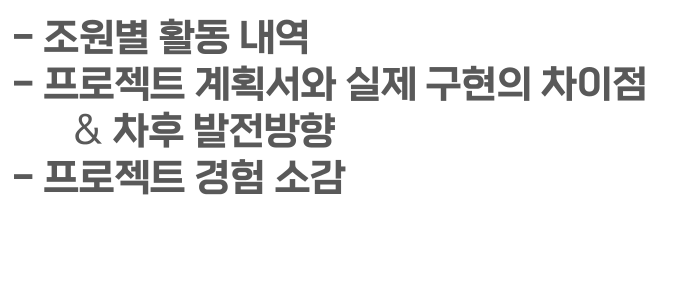 - 조원별 활동 내역
- 프로젝트 계획서와 실제 구현의 차이점
& 차후 발전방향
- 프로젝트 경험 소감